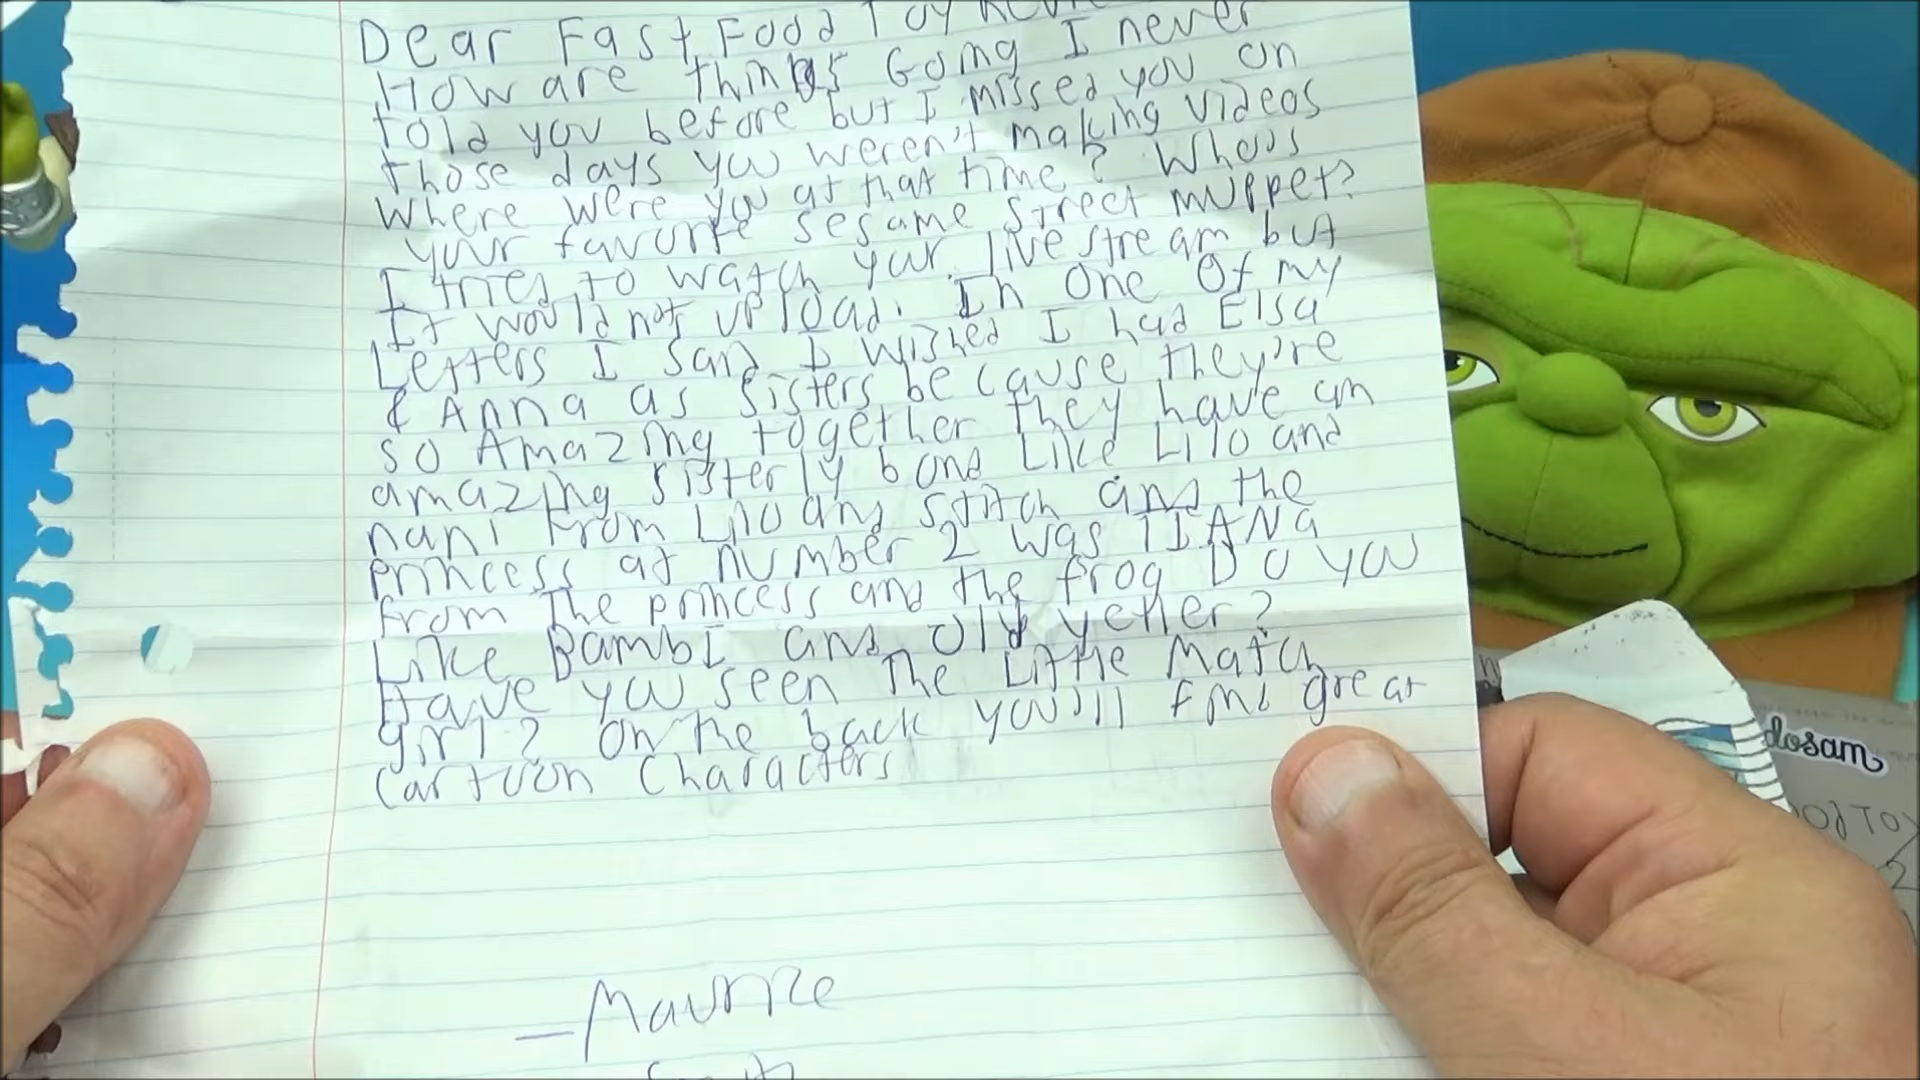 Dear Fast Food Toy
How are things Going I never
told you before but I missed you on
those days you weren't making videos
where were you at that time? Who's
your favorite sesame street muppet?
I tried to watch your livestream but
It would not upload. In one of my
Letters I said I wished I had Elsa
& Anna as sisters because they're
so Amazing together they have an
amazing sisterly bond Like Lilo and
nani from Lilo and Stitch and the
princess at number 2 was TIANA
from The princess and the frog Do you
Like BambI and Old yeller?
Have you seen The Little Match
girl? On the back you'll find great
cartoon characters
—Maurice
dosam